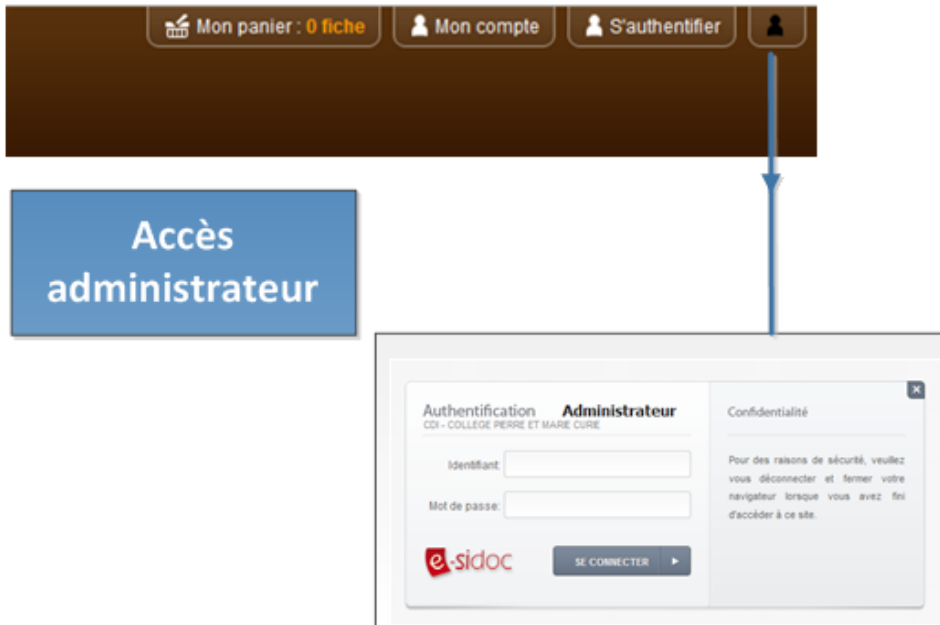 Mon panier : 0 fiche
Mon compte
S'authentifier
Accès
administrateur
Authentification Administrateur
CDI - COLLEGE PIERRE ET MARIE CURIE
Identifiant:
Mot de passe:
e-sidoc
SE CONNECTER
Confidentialité
Pour des raisons de sécurité, veuillez
vous déconnecter et fermer votre
navigateur lorsque vous avez fini
d'accéder à ce site.